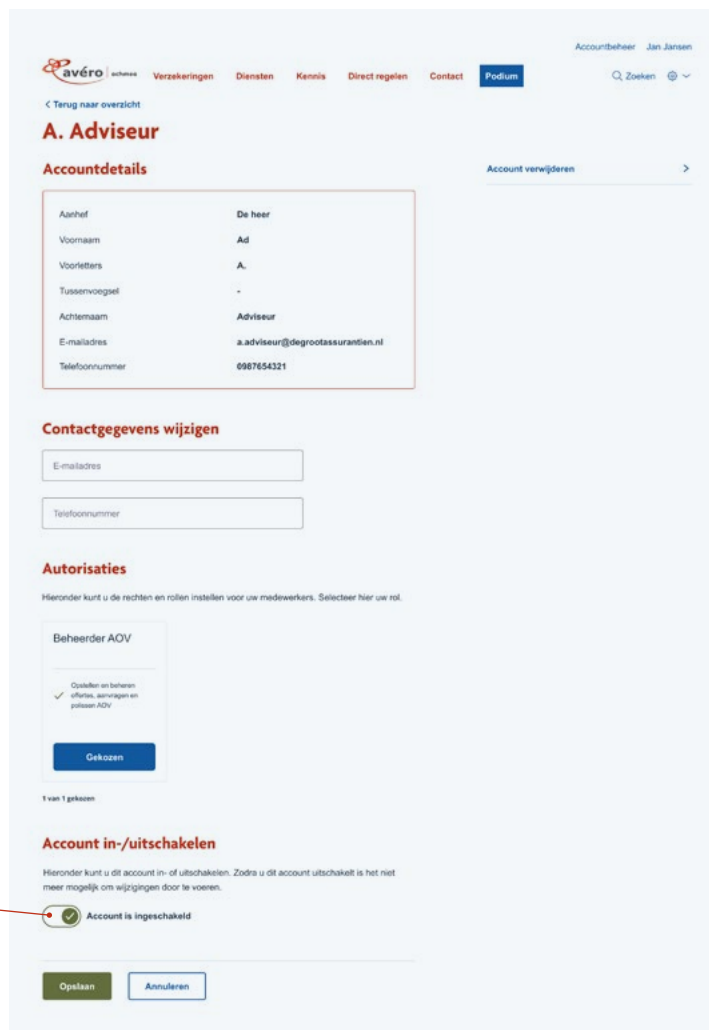 Accountbeheer Jan Jansen
avéro achmea Verzekeringen Diensten Kennis Direct regelen Contact Podium Zoeken
Terug naar overzicht
A. Adviseur
Accountdetails
Account verwijderen
Aanhef De heer
Voornaam Ad
Voorletters A.
Tussenvoegsel -
Achternaam Adviseur
E-mailadres a.adviseur@degrootassurantien.nl
Telefoonnummer 0987654321
Contactgegevens wijzigen
E-mailadres
Telefoonnummer
Autorisaties
Hieronder kunt u de rechten en rollen instellen voor uw medewerkers. Selecteer hier uw rol.
Beheerder AOV
Opstellen en beheren
offertes, aanvragen en
polissen AOV
Gekozen
1 van 1 gekozen
Account in-/uitschakelen
Hieronder kunt u dit account in- of uitschakelen. Zodra u dit account uitschakelt is het niet
meer mogelijk om wijzigingen door te voeren.
Account is ingeschakeld
Opslaan Annuleren